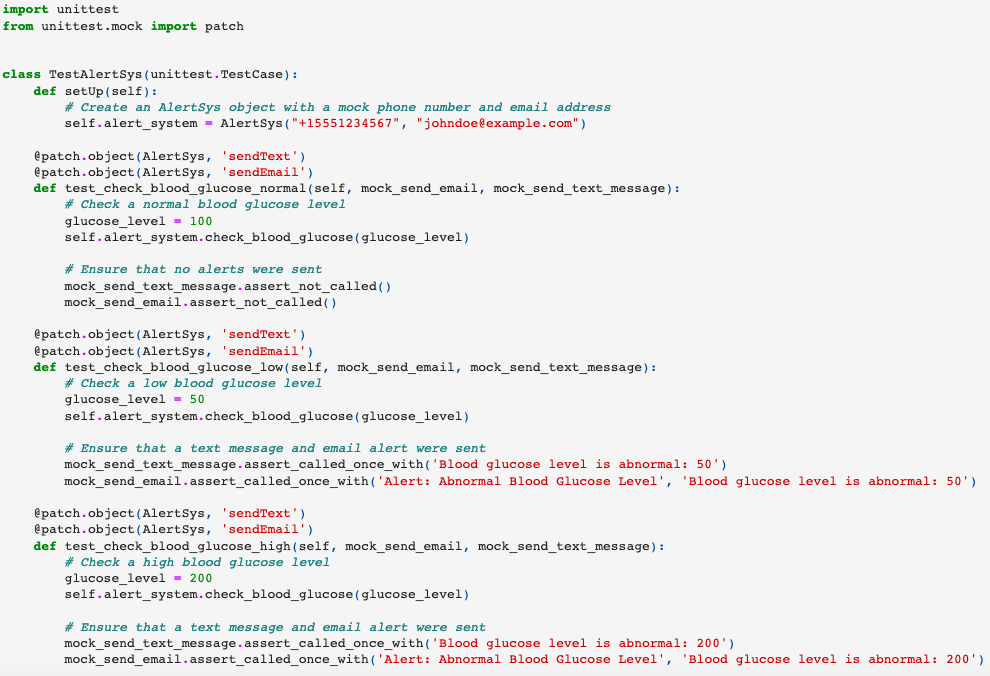 import unittest
from unittest.mock import patch


class TestAlertSys(unittest.TestCase):
    def setUp(self):
        # Create an AlertSys object with a mock phone number and email address
        self.alert_system = AlertSys("+15551234567", "johndoe@example.com")

    @patch.object(AlertSys, 'sendText')
    @patch.object(AlertSys, 'sendEmail')
    def test_check_blood_glucose_normal(self, mock_send_email, mock_send_text_message):
        # Check a normal blood glucose level
        glucose_level = 100
        self.alert_system.check_blood_glucose(glucose_level)

        # Ensure that no alerts were sent
        mock_send_text_message.assert_not_called()
        mock_send_email.assert_not_called()

    @patch.object(AlertSys, 'sendText')
    @patch.object(AlertSys, 'sendEmail')
    def test_check_blood_glucose_low(self, mock_send_email, mock_send_text_message):
        # Check a low blood glucose level
        glucose_level = 50
        self.alert_system.check_blood_glucose(glucose_level)

        # Ensure that a text message and email alert were sent
        mock_send_text_message.assert_called_once_with('Blood glucose level is abnormal: 50')
        mock_send_email.assert_called_once_with('Alert: Abnormal Blood Glucose Level', 'Blood glucose level is abnormal: 50')

    @patch.object(AlertSys, 'sendText')
    @patch.object(AlertSys, 'sendEmail')
    def test_check_blood_glucose_high(self, mock_send_email, mock_send_text_message):
        # Check a high blood glucose level
        glucose_level = 200
        self.alert_system.check_blood_glucose(glucose_level)

        # Ensure that a text message and email alert were sent
        mock_send_text_message.assert_called_once_with('Blood glucose level is abnormal: 200')
        mock_send_email.assert_called_once_with('Alert: Abnormal Blood Glucose Level', 'Blood glucose level is abnormal: 200')